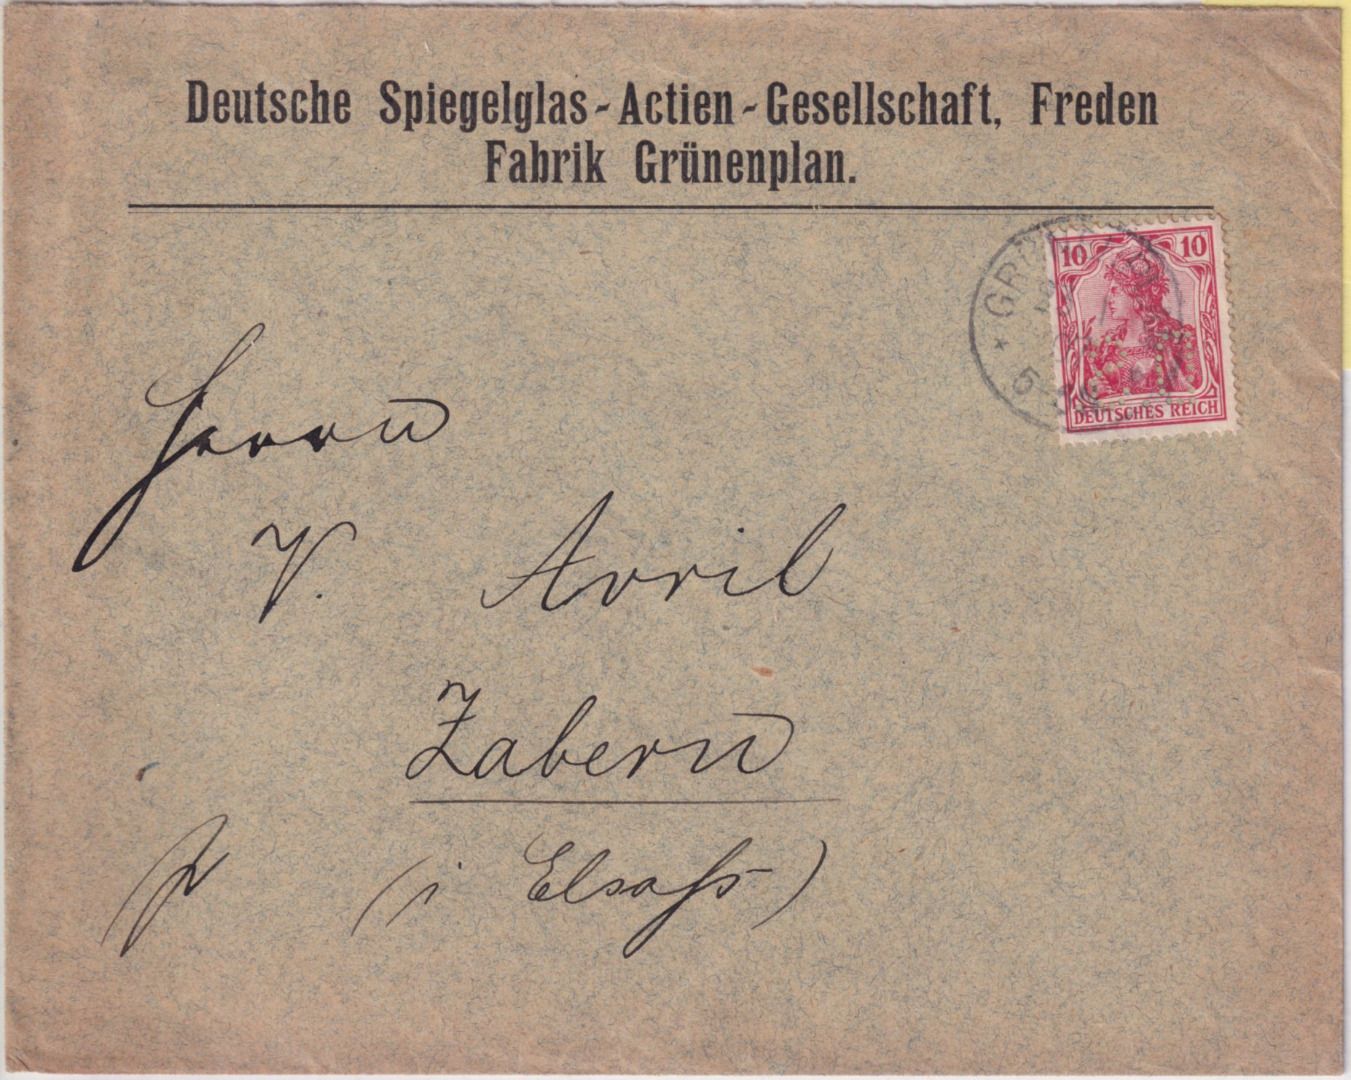 Deutsche Spiegelglas-Actien-Gesellschaft, Freden
Fabrik Grünenplan.
10 10
DEUTSCHES REICH
Herrn
V. Avril
Zabern
(i Elsaß)